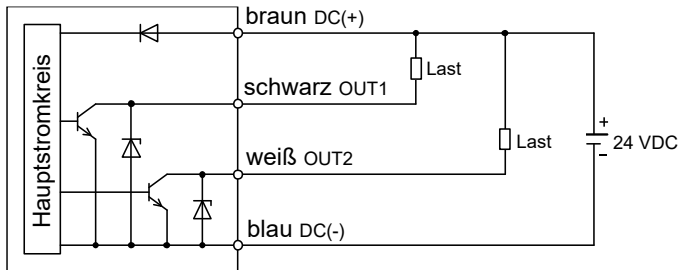 braun DC(+)
Hauptstromkreis
Last
schwarz OUT1
+
24 VDC
–
Last
weiß OUT2
blau DC(-)